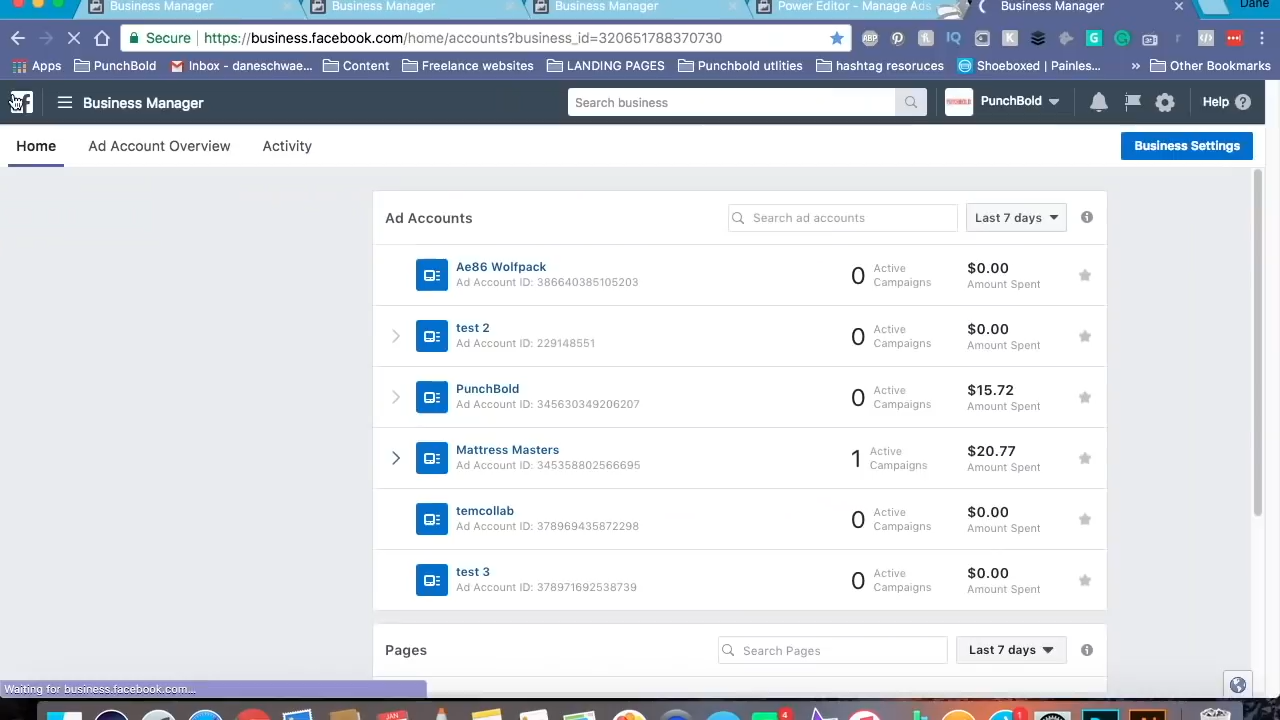 Business Manager
Business Manager
Business Manager
Power Editor - Manage Ads
Business Manager
Dane
Secure
https://business.facebook.com/home/accounts?business_id=320651788370730
Apps
PunchBold
Inbox - daneschwae...
Content
Freelance websites
LANDING PAGES
Punchbold utlities
hashtag resoruces
Shoeboxed | Painles...
»
Other Bookmarks
Business Manager
Search business
PunchBold
Help
Home
Ad Account Overview
Activity
Business Settings
Ad Accounts
Search ad accounts
Last 7 days
Ae86 Wolfpack
Ad Account ID: 386640385105203
0
Active
Campaigns
$0.00
Amount Spent
test 2
Ad Account ID: 229148551
0
Active
Campaigns
$0.00
Amount Spent
PunchBold
Ad Account ID: 345630349206207
0
Active
Campaigns
$15.72
Amount Spent
Mattress Masters
Ad Account ID: 345358802566695
1
Active
Campaigns
$20.77
Amount Spent
temcollab
Ad Account ID: 378969435872298
0
Active
Campaigns
$0.00
Amount Spent
test 3
Ad Account ID: 378971692538739
0
Active
Campaigns
$0.00
Amount Spent
Pages
Search Pages
Last 7 days
Waiting for business.facebook.com...
JAN
4
1